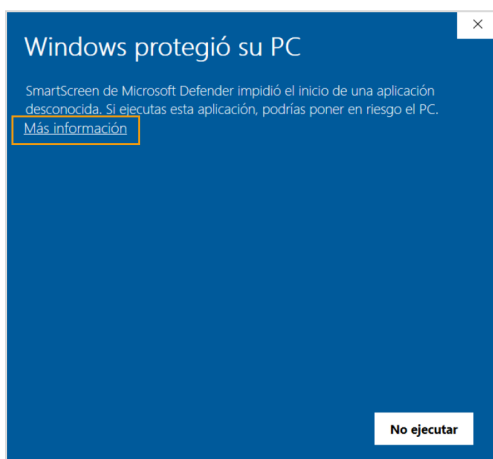 Windows protegió su PC
SmartScreen de Microsoft Defender impidió el inicio de una aplicación
desconocida. Si ejecutas esta aplicación, podrías poner en riesgo el PC.
Más información
No ejecutar